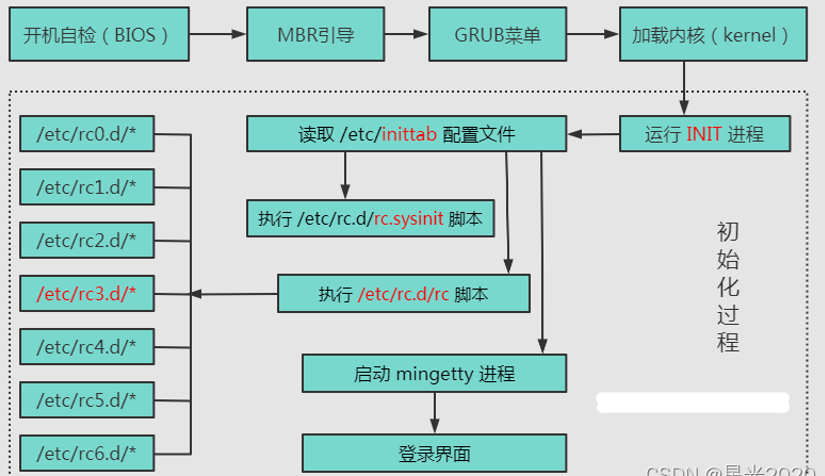 开机自检（BIOS）
MBR引导
GRUB菜单
加载内核（kernel）
/etc/rc0.d/*
读取 /etc/inittab 配置文件
运行 INIT 进程
/etc/rc1.d/*
执行 /etc/rc.d/rc.sysinit 脚本
/etc/rc2.d/*
初始化过程
/etc/rc3.d/*
执行 /etc/rc.d/rc 脚本
/etc/rc4.d/*
启动 mingetty 进程
/etc/rc5.d/*
/etc/rc6.d/*
登录界面
CSDN @星光2020